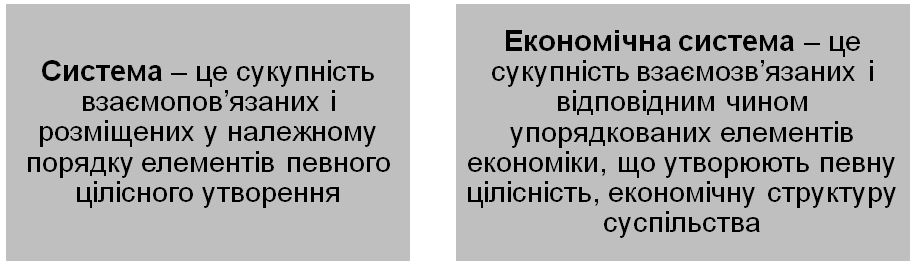 Система – це сукупність
взаємопов’язаних і
розміщених у належному
порядку елементів певного
цілісного утворення
Економічна система – це
сукупність взаємозв’язаних і
відповідним чином
упорядкованих елементів
економіки, що утворюють певну
цілісність, економічну структуру
суспільства